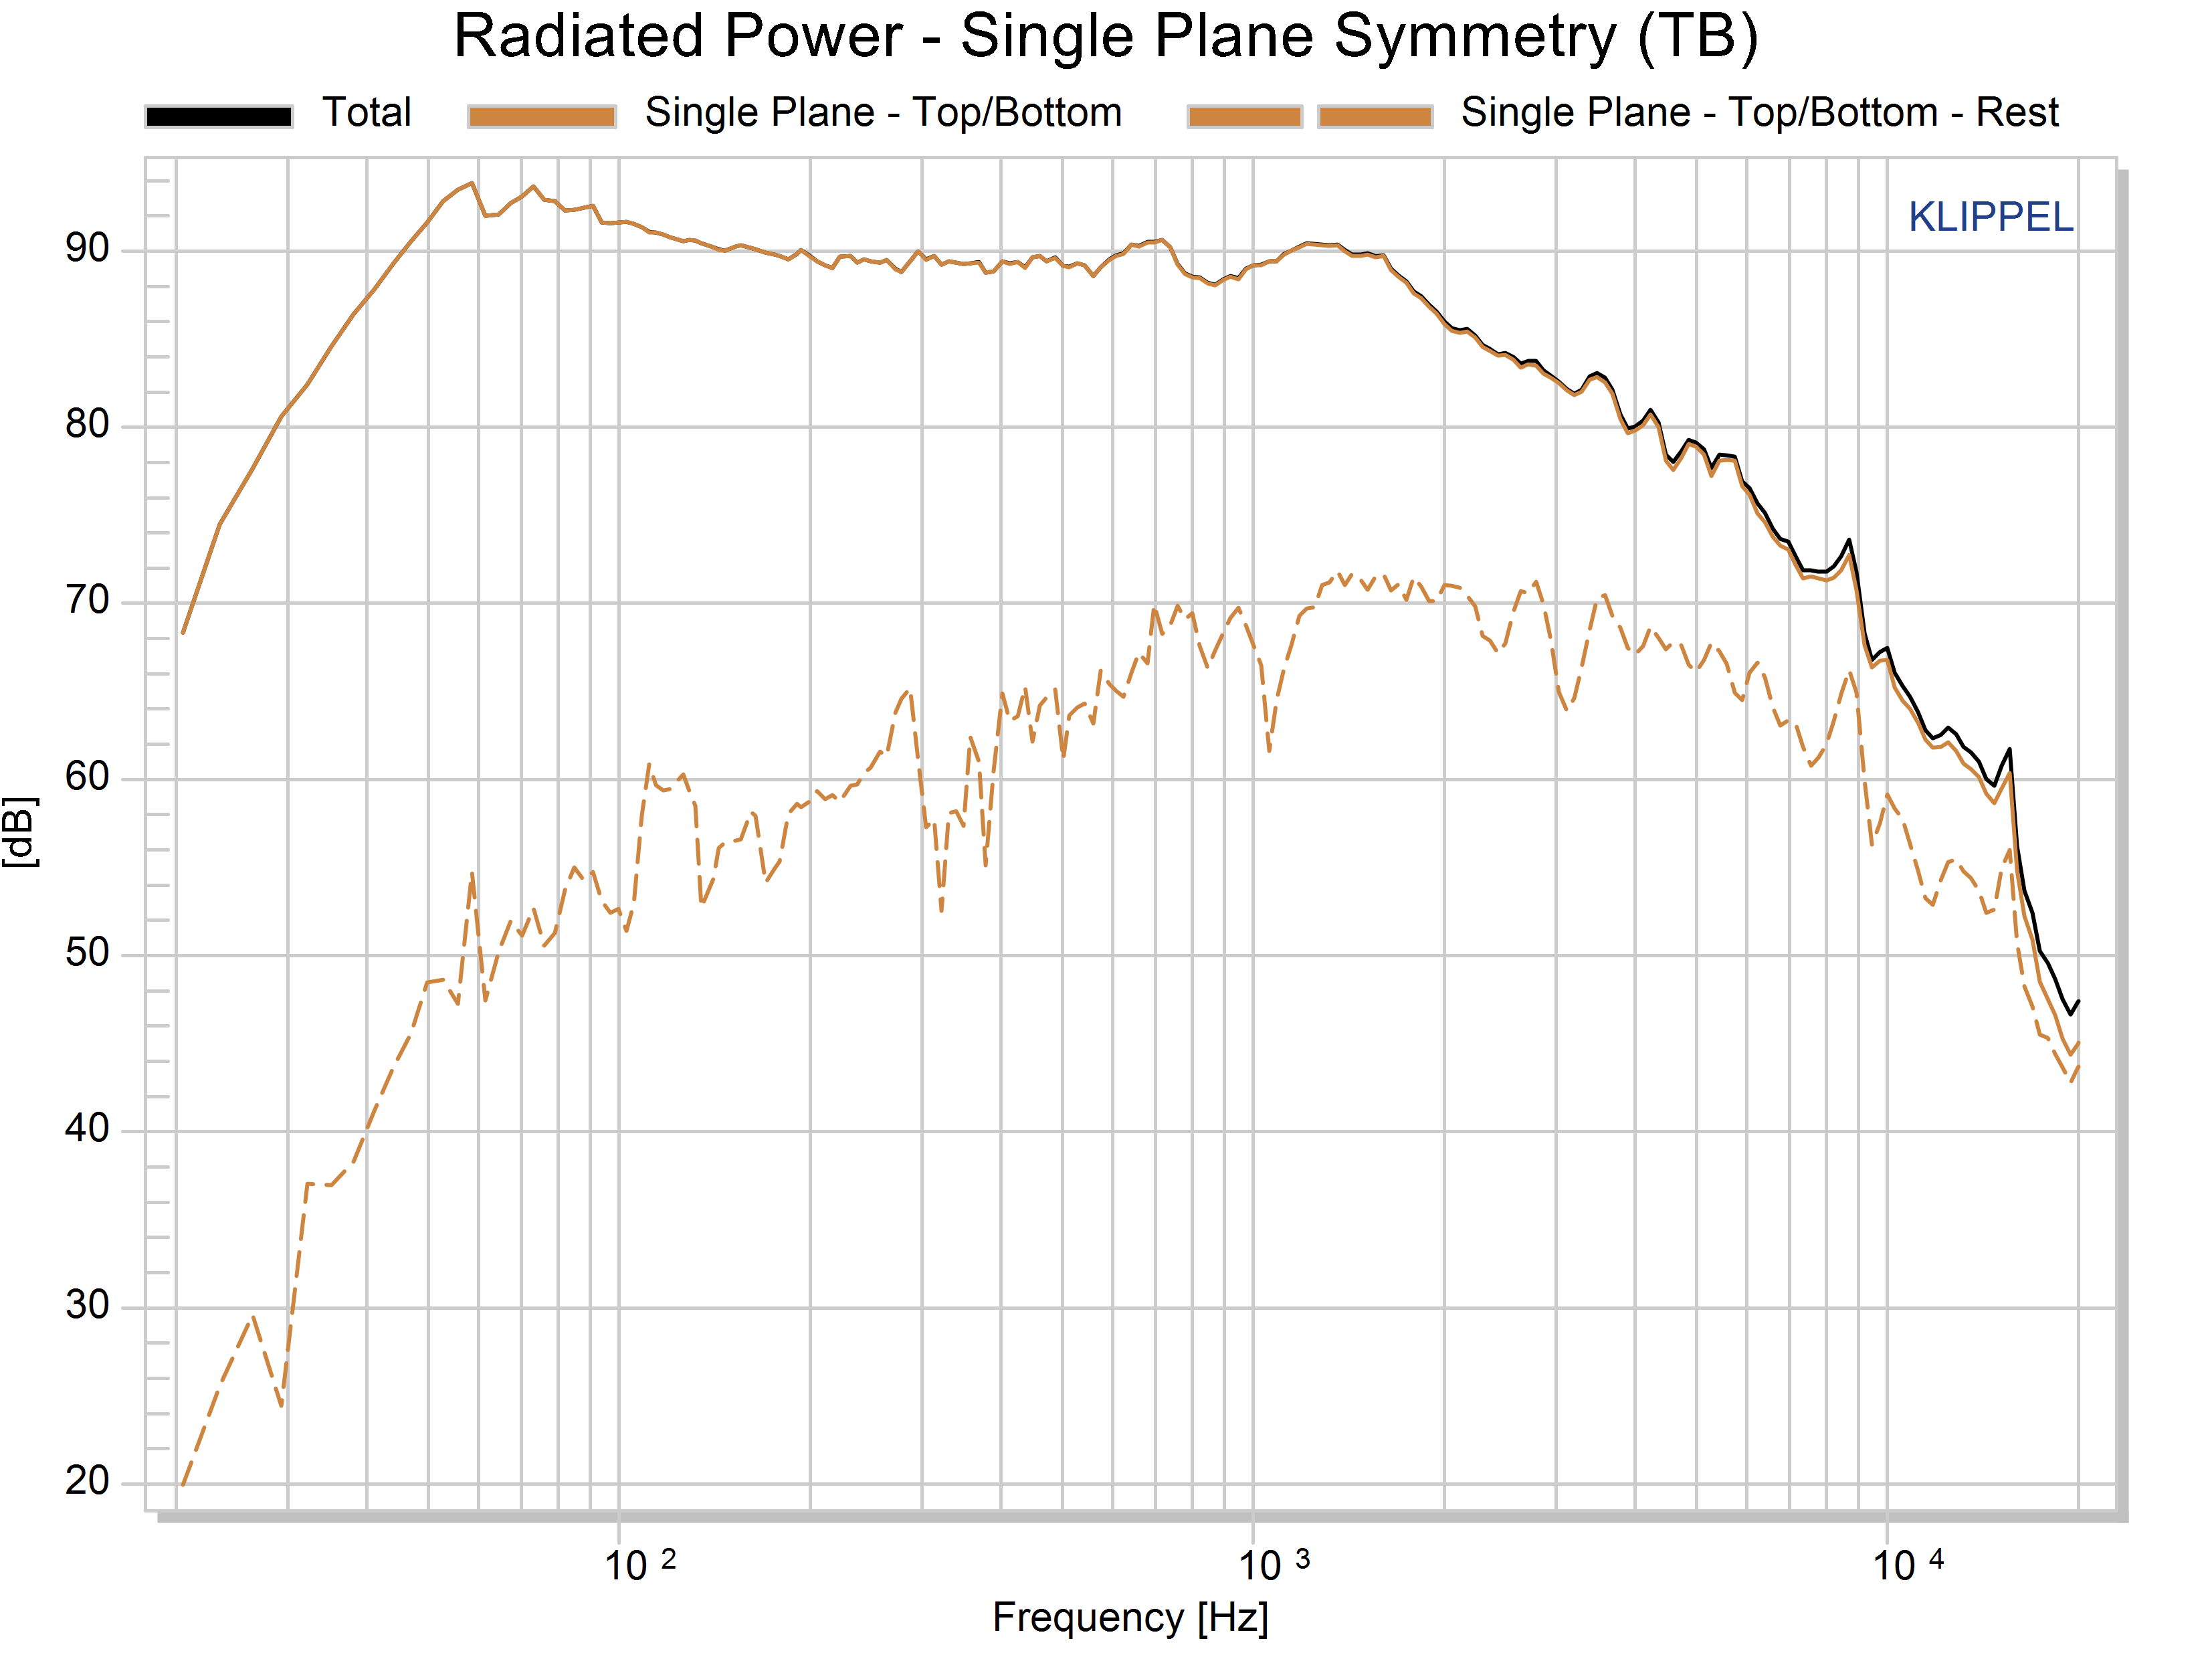 Radiated Power - Single Plane Symmetry (TB)
Total Single Plane - Top/Bottom Single Plane - Top/Bottom - Rest
KLIPPEL
90
80
70
60
50
40
30
20
[dB]
10 2 10 3 10 4
Frequency [Hz]